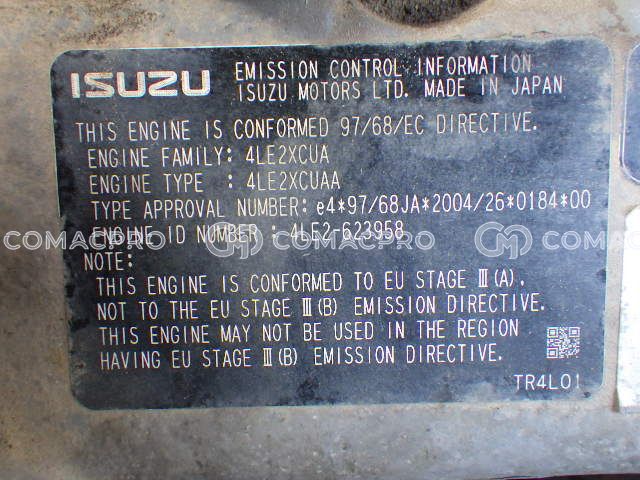 ISUZU EMISSION CONTROL INFORMATION
ISUZU MOTORS LTD. MADE IN JAPAN
THIS ENGINE IS CONFORMED 97/68/EC DIRECTIVE.
ENGINE FAMILY: 4LE2XCUA
ENGINE TYPE : 4LE2XCUAA
TYPE APPROVAL NUMBER: e4*97/68JA*2004/26*0184*00
ENGINE ID NUMBER : 4LE2-623958
COMACPRO COMACPRO COMACPRO
NOTE:
THIS ENGINE IS CONFORMED TO EU STAGE Ⅲ(A),
NOT TO THE EU STAGE Ⅲ(B) EMISSION DIRECTIVE.
THIS ENGINE MAY NOT BE USED IN THE REGION
HAVING EU STAGE Ⅲ(B) EMISSION DIRECTIVE.
TR4L01